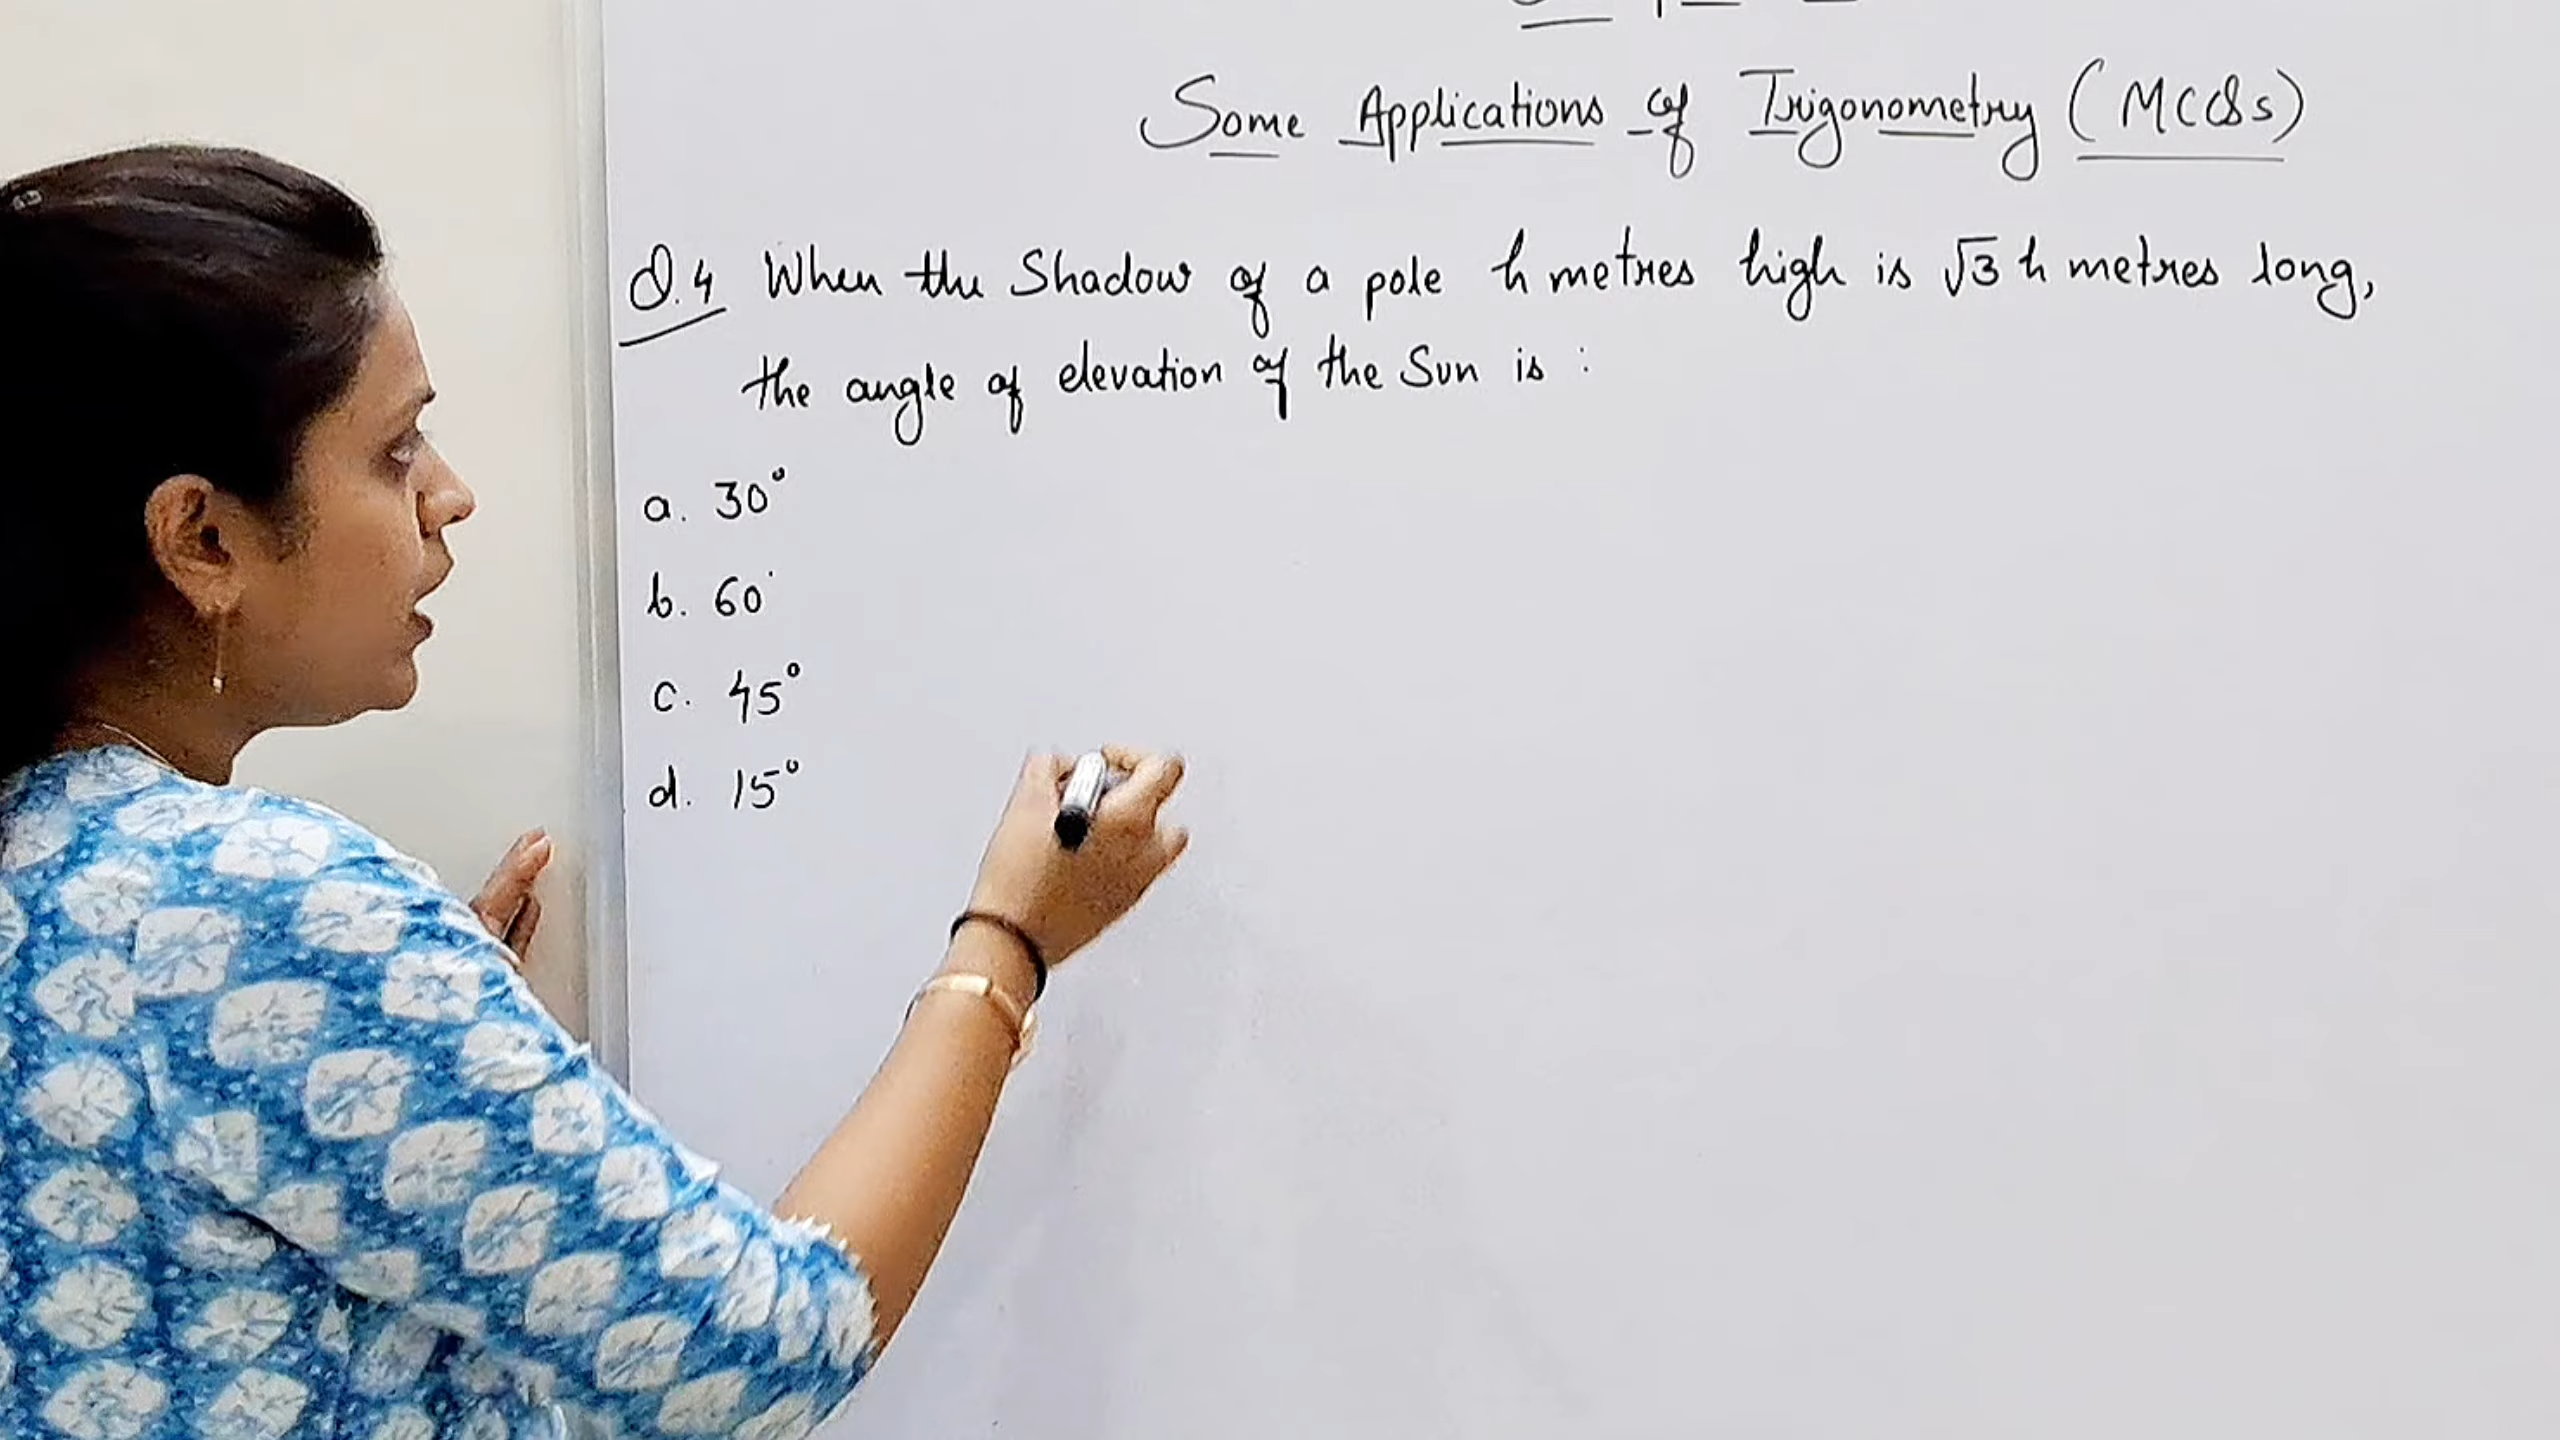 Some Applications of Trigonometry (MCQs)
Q.4 When the Shadow of a pole h metres high is √3 h metres long,
the angle of elevation of the Sun is :
a. 30°
b. 60°
c. 45°
d. 15°